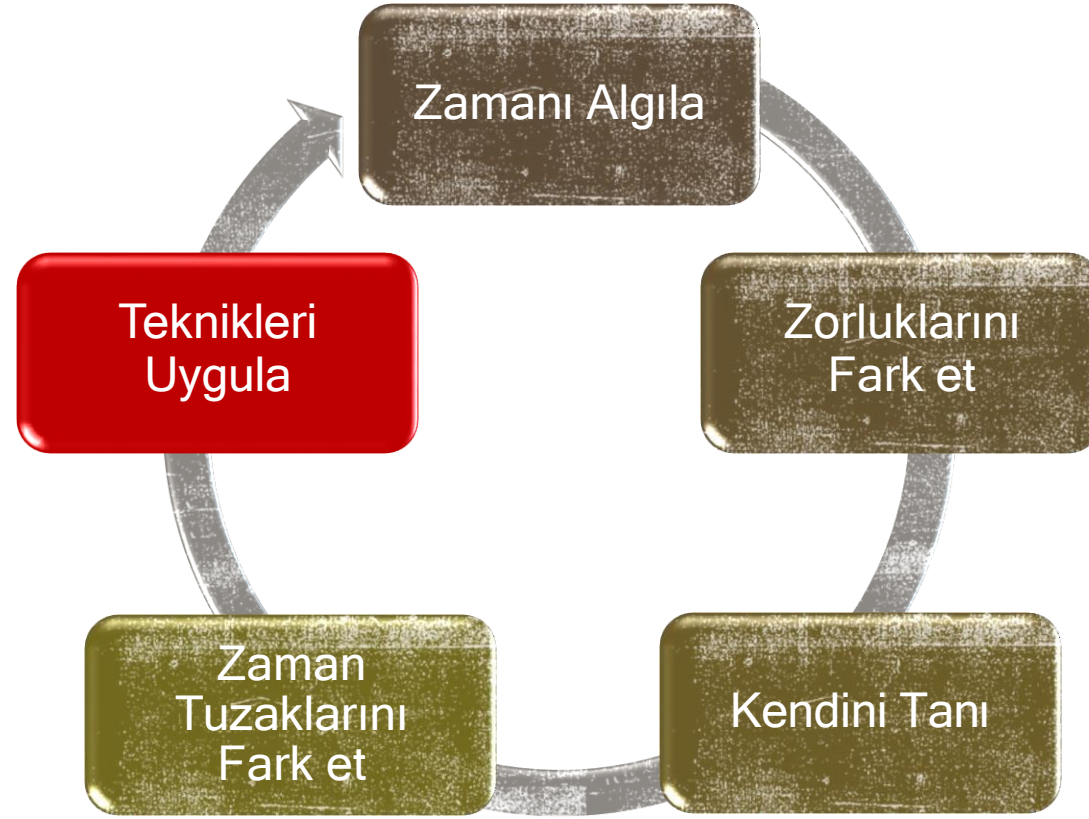 Zamanı Algıla
Zorluklarını
Fark et
Kendini Tanı
Zaman
Tuzaklarını
Fark et
Teknikleri
Uygula